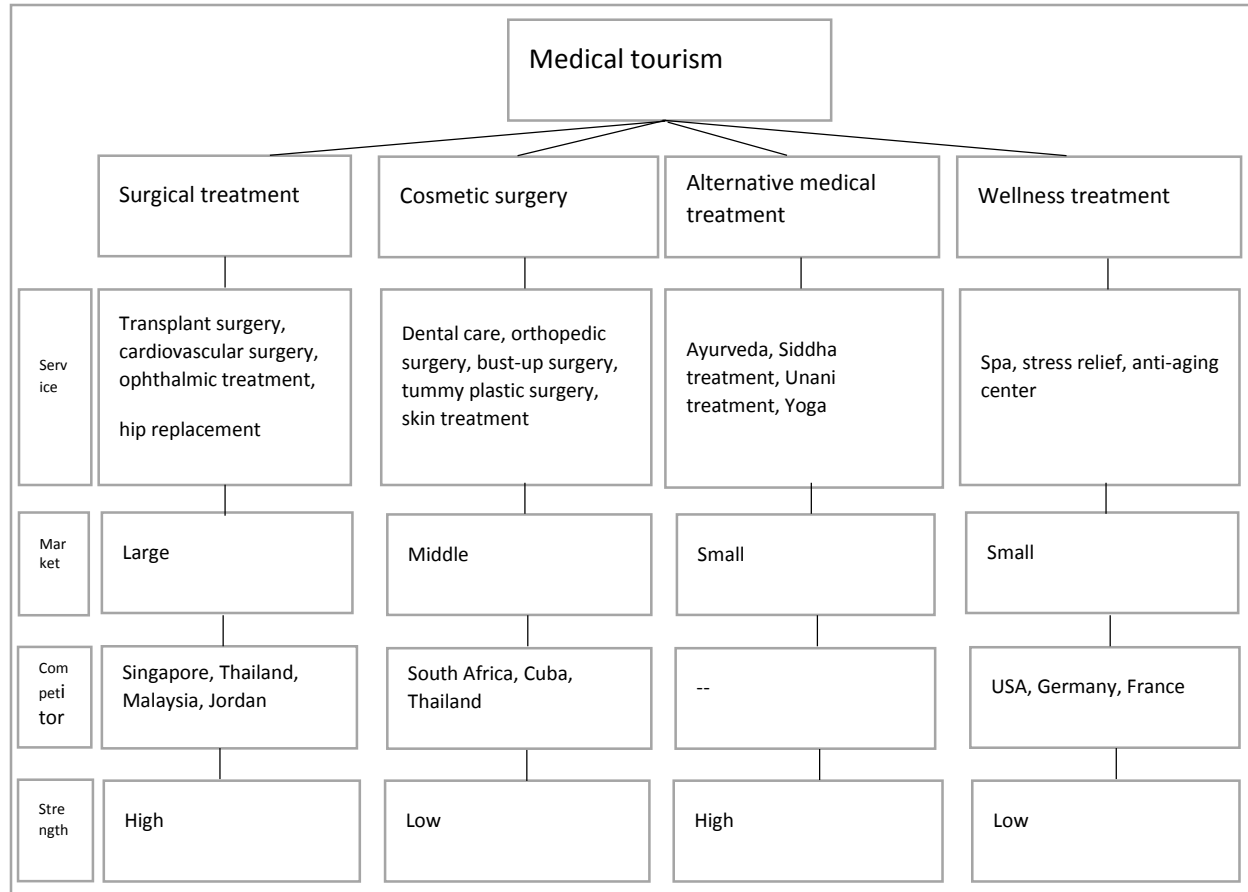 Medical tourism
Surgical treatment
Cosmetic surgery
Alternative medical
treatment
Wellness treatment
Serv
ice
Transplant surgery,
cardiovascular surgery,
ophthalmic treatment,
hip replacement
Dental care, orthopedic
surgery, bust-up surgery,
tummy plastic surgery,
skin treatment
Ayurveda, Siddha
treatment, Unani
treatment, Yoga
Spa, stress relief, anti-aging
center
Mar
ket
Large
Middle
Small
Small
Com
peti
tor
Singapore, Thailand,
Malaysia, Jordan
South Africa, Cuba,
Thailand
--
USA, Germany, France
Stre
ngth
High
Low
High
Low